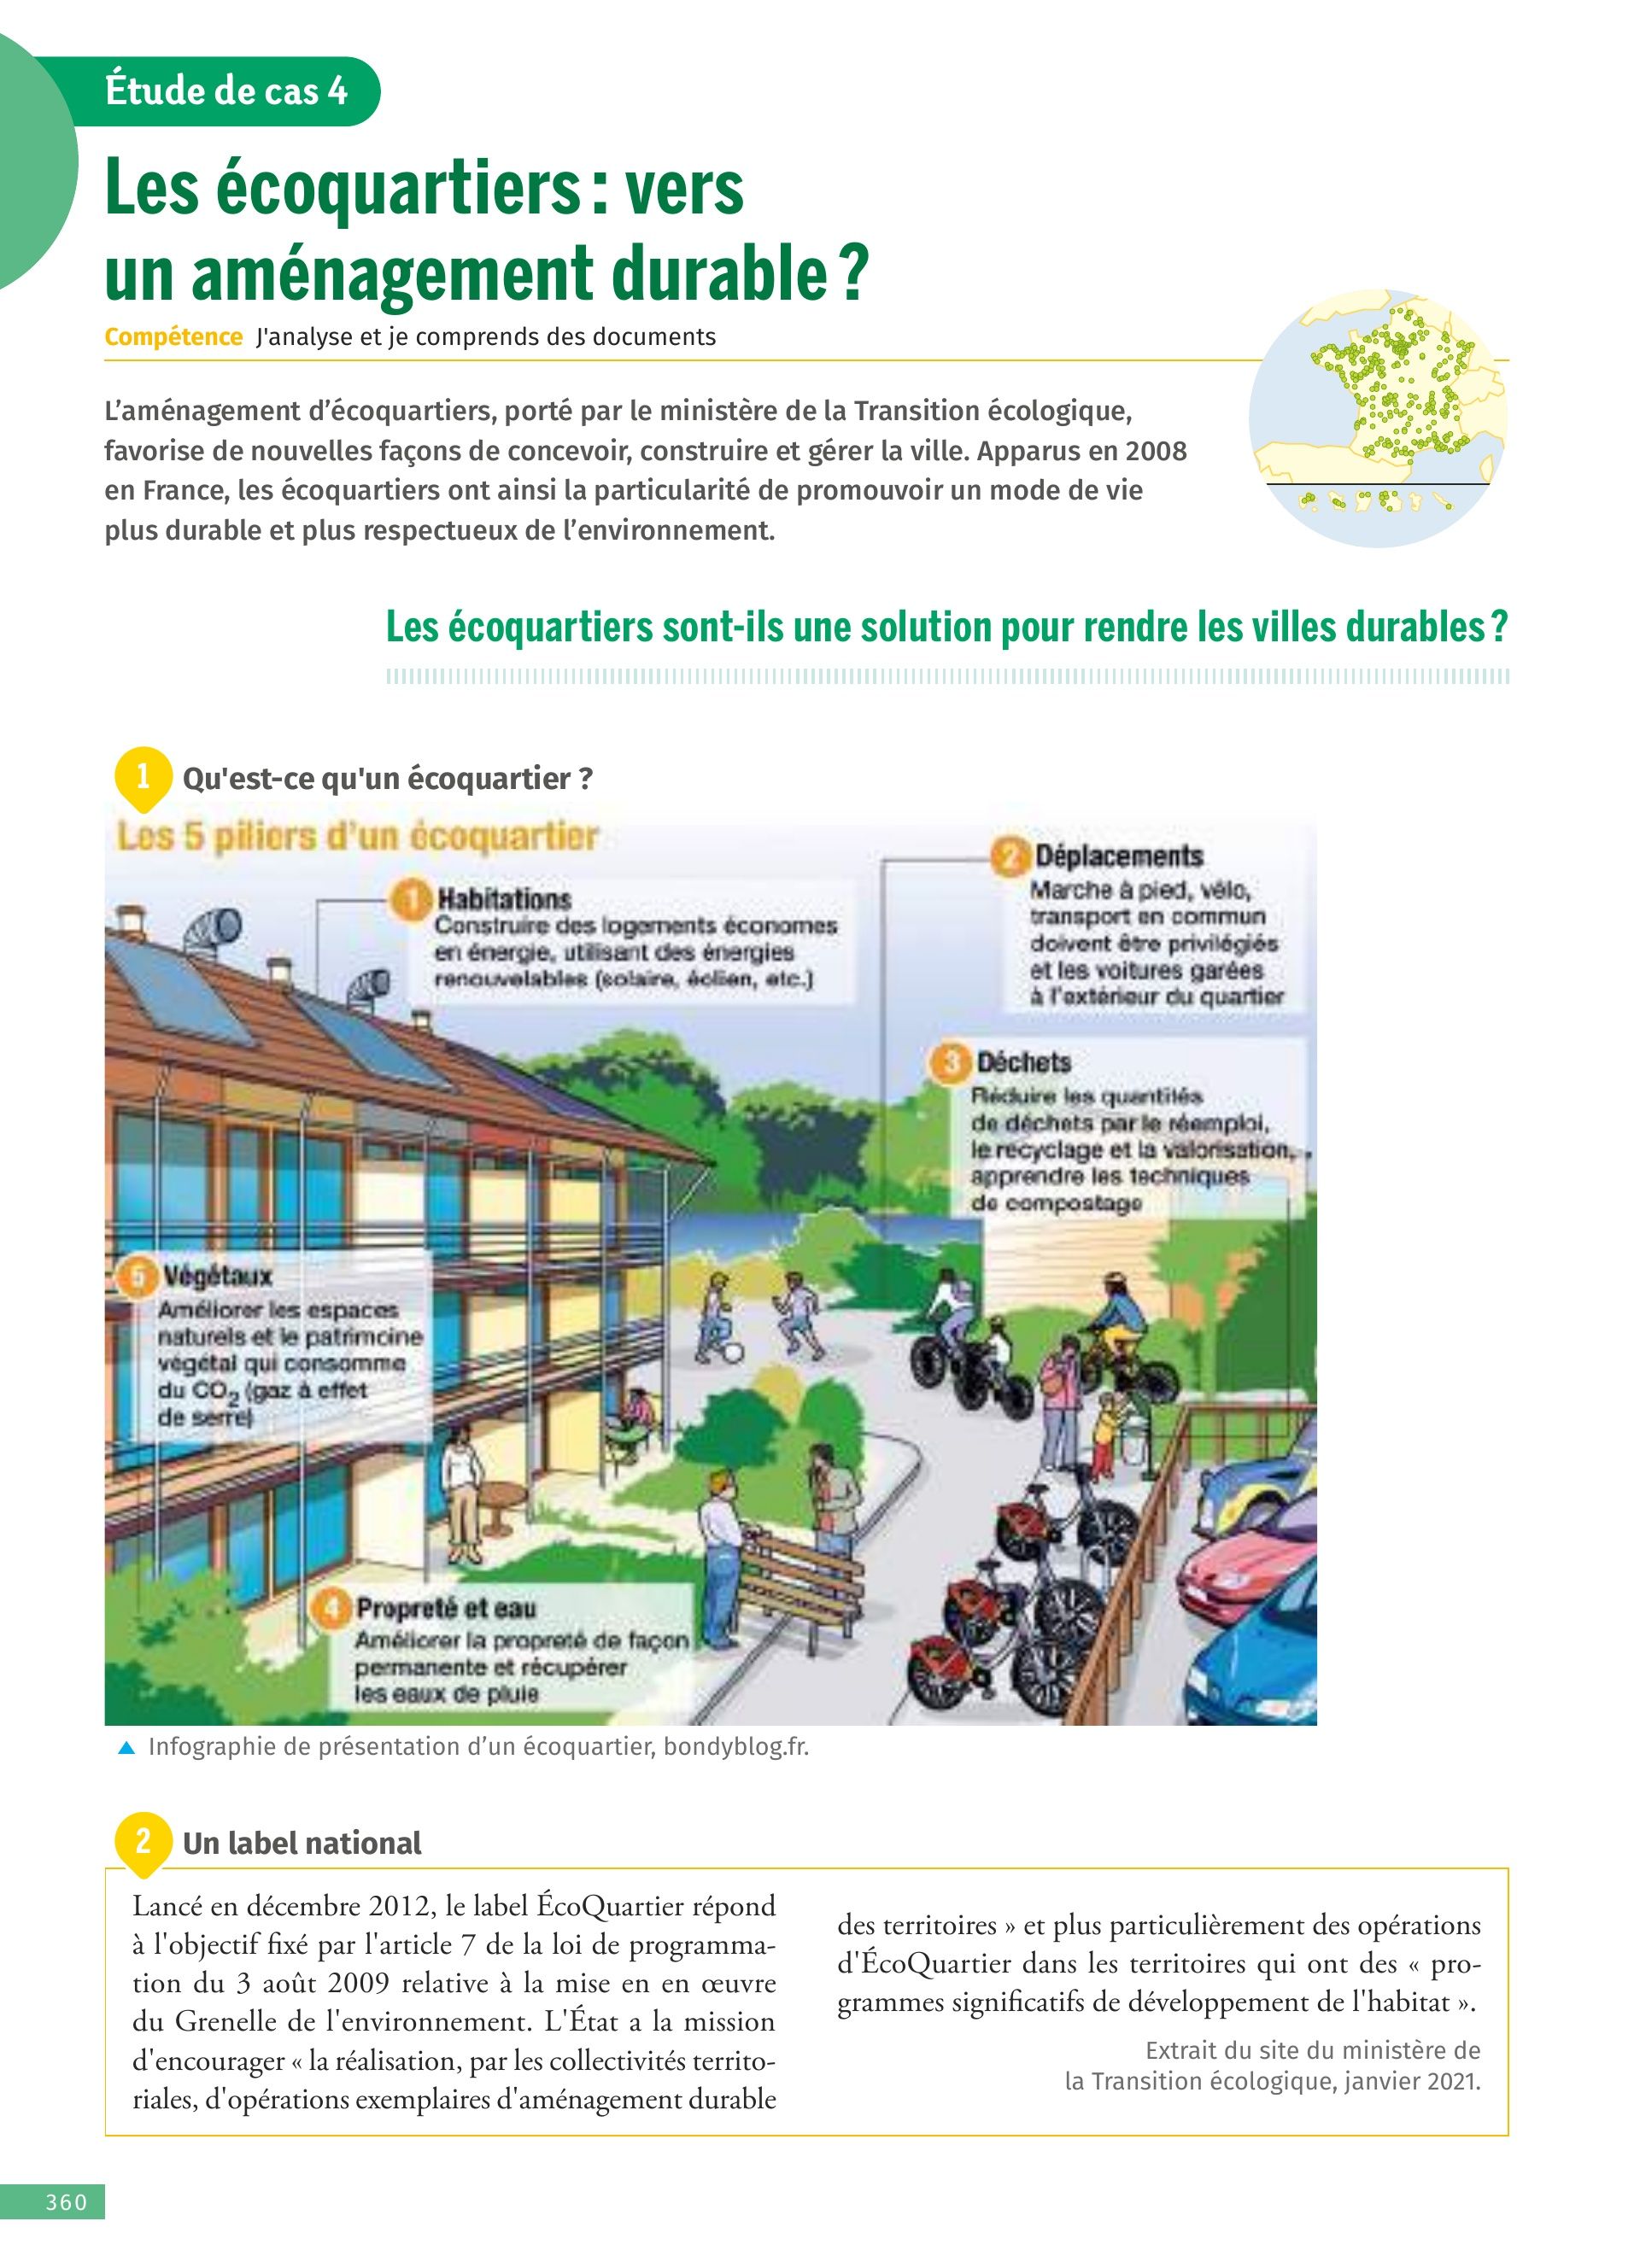 Étude de cas 4
Les écoquartiers : vers
un aménagement durable ?
Compétence J'analyse et je comprends des documents
L'aménagement d'écoquartiers, porté par le ministère de la Transition écologique,
favorise de nouvelles façons de concevoir, construire et gérer la ville. Apparus en 2008
en France, les écoquartiers ont ainsi la particularité de promouvoir un mode de vie
plus durable et plus respectueux de l'environnement.
Les écoquartiers sont-ils une solution pour rendre les villes durables ?
1 Qu'est-ce qu'un écoquartier ?
Les 5 piliers d'un écoquartier
1 Habitations
Construire des logements économes
en énergie, utilisant des énergies
renouvelables (solaire, éolien, etc.)
2 Déplacements
Marche à pied, vélo,
transport en commun
doivent être privilégiés
et les voitures garées
à l'extérieur du quartier
3 Déchets
Réduire les quantités
de déchets par le réemploi,
le recyclage et la valorisation,
apprendre les techniques
de compostage
5 Végétaux
Améliorer les espaces
naturels et le patrimoine
végétal qui consomme
du CO₂ (gaz à effet
de serre)
4 Propreté et eau
Améliorer la propreté de façon
permanente et récupérer
les eaux de pluie
▲ Infographie de présentation d'un écoquartier, bondyblog.fr.
2 Un label national
Lancé en décembre 2012, le label ÉcoQuartier répond
à l'objectif fixé par l'article 7 de la loi de programma-
tion du 3 août 2009 relative à la mise en en œuvre
du Grenelle de l'environnement. L'État a la mission
d'encourager « la réalisation, par les collectivités territo-
riales, d'opérations exemplaires d'aménagement durable
des territoires » et plus particulièrement des opérations
d'ÉcoQuartier dans les territoires qui ont des « pro-
grammes significatifs de développement de l'habitat ».
Extrait du site du ministère de
la Transition écologique, janvier 2021.
360